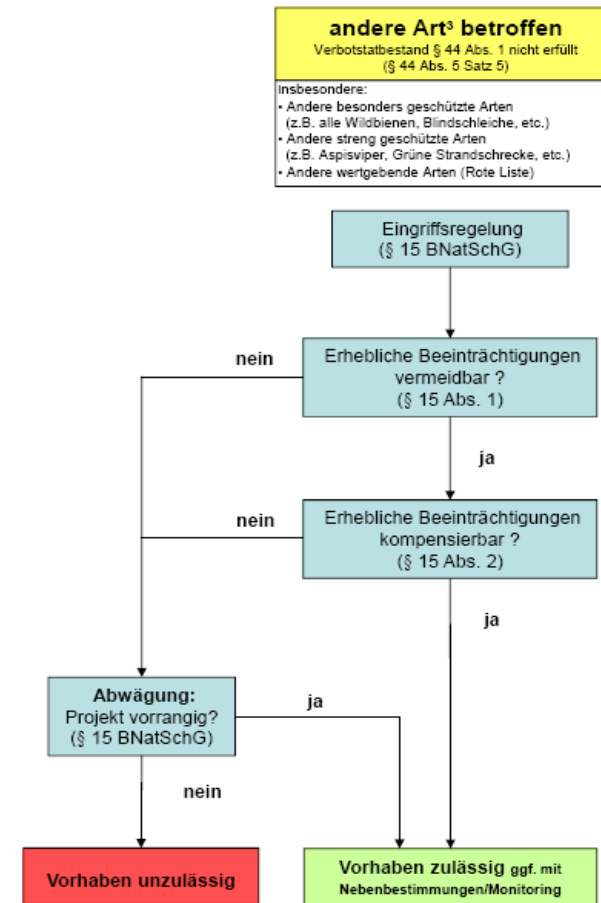 andere Art³ betroffen
Verbotstatbestand § 44 Abs. 1 nicht erfüllt
(§ 44 Abs. 5 Satz 5)
Insbesondere:
• Andere besonders geschützte Arten
(z.B. alle Wildbienen, Blindschleiche, etc.)
• Andere streng geschützte Arten
(z.B. Aspisviper, Grüne Strandschrecke, etc.)
• Andere wertgebende Arten (Rote Liste)
Eingriffsregelung
(§ 15 BNatSchG)
nein
Erhebliche Beeinträchtigungen
vermeidbar ?
(§ 15 Abs. 1)
ja
nein
Erhebliche Beeinträchtigungen
kompensierbar ?
(§ 15 Abs. 2)
ja
Abwägung:
Projekt vorrangig?
(§ 15 BNatSchG)
ja
nein
Vorhaben unzulässig
Vorhaben zulässig ggf. mit
Nebenbestimmungen/Monitoring